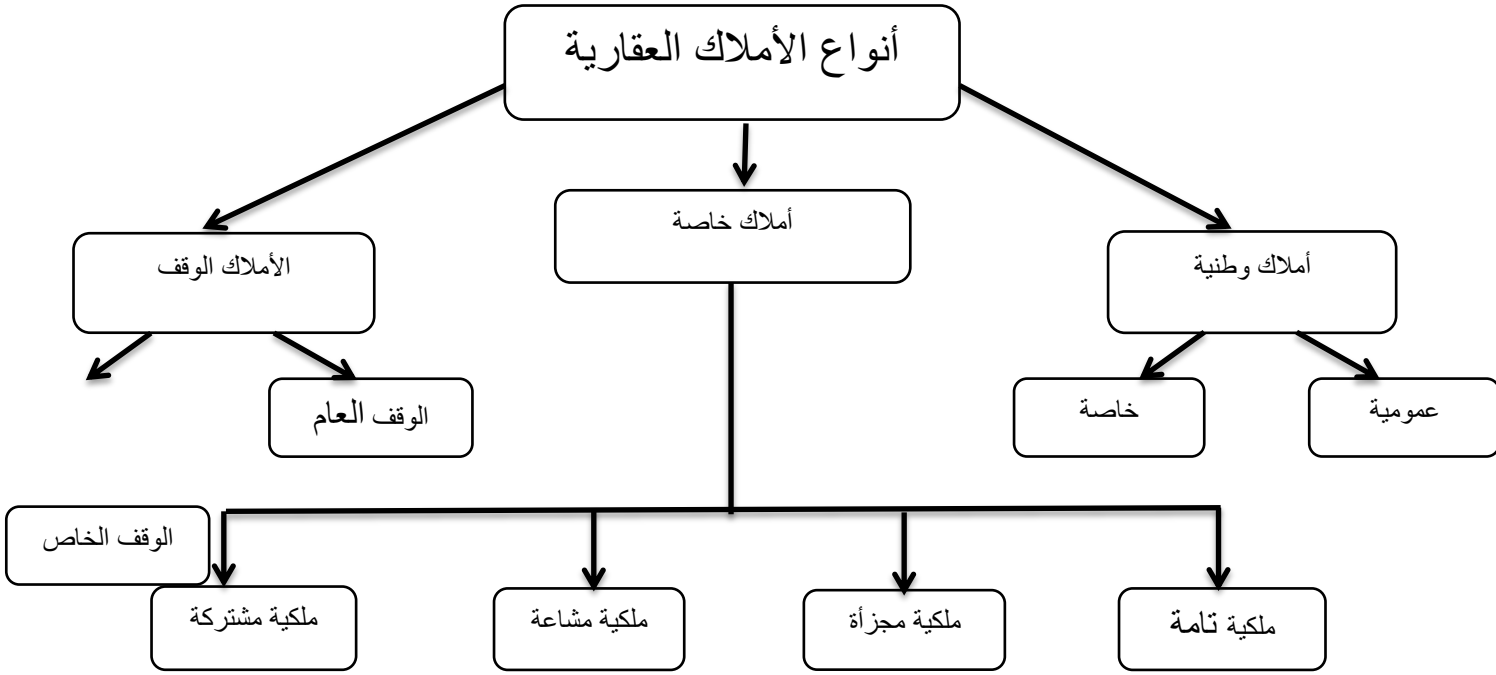 أنواع الأملاك العقارية
أملاك وطنية
أملاك خاصة
الأملاك الوقف
عمومية
خاصة
الوقف العام
الوقف الخاص
ملكية تامة
ملكية مجزأة
ملكية مشاعة
ملكية مشتركة